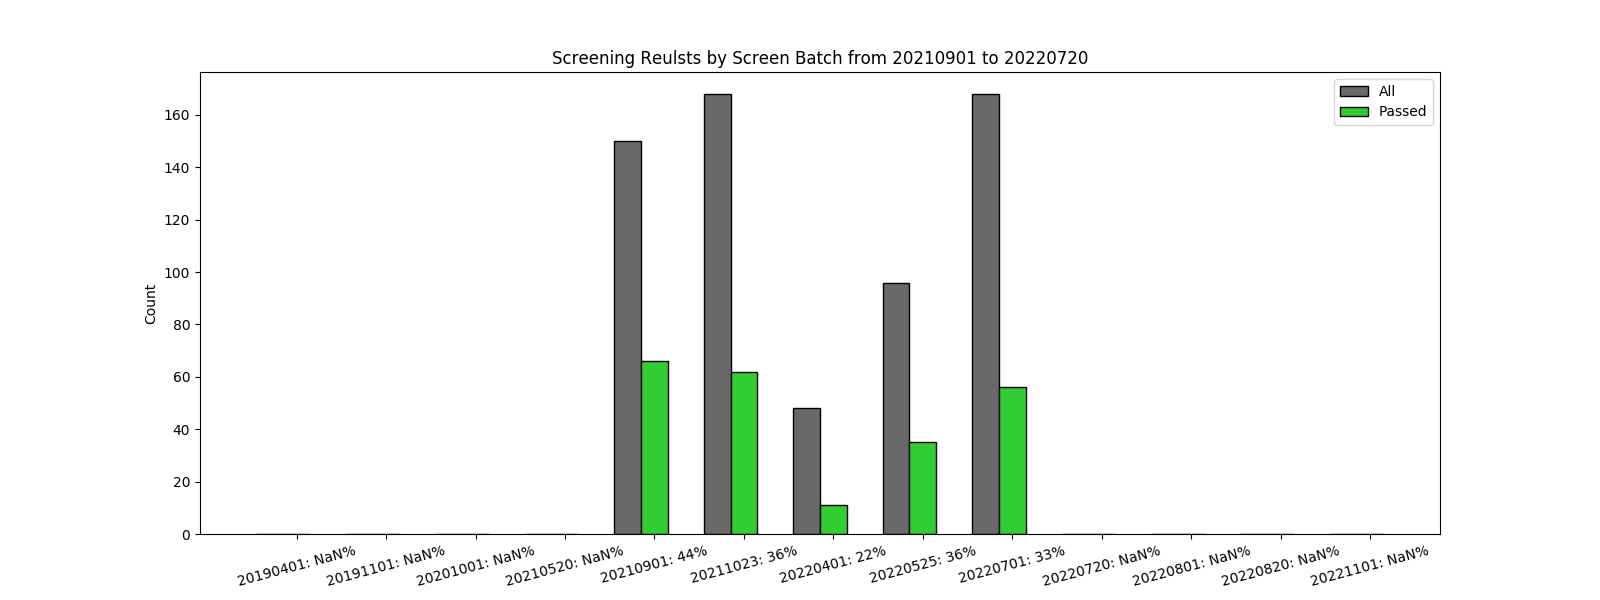 Screening Reulsts by Screen Batch from 20210901 to 20220720
All
Passed
160
140
120
100
80
60
40
20
0
Count
20190401: NaN%
20191101: NaN%
20201001: NaN%
20210520: NaN%
20210901: 44%
20211023: 36%
20220401: 22%
20220525: 36%
20220701: 33%
20220720: NaN%
20220801: NaN%
20220820: NaN%
20221101: NaN%